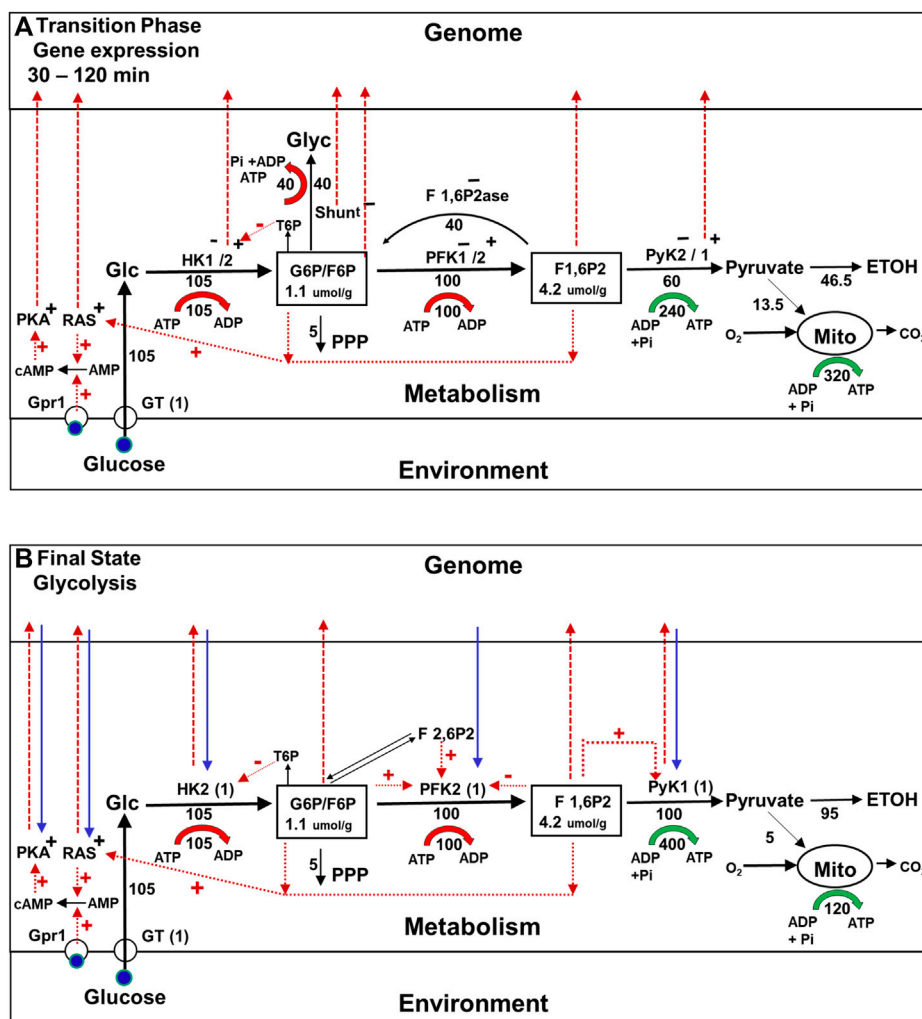 A Transition Phase
Gene expression
30 – 120 min
Genome
Glyc
Pi +ADP
ATP
40
40
Shunt -
F 1,6P2ase -
40
T6P
-
- +
HK1 /2
- +
PFK1 /2
- +
PyK2 / 1
Glc
105
105
ATP
ADP
G6P/F6P
1.1 umol/g
100
100
ATP
ADP
F1,6P2
4.2 umol/g
60
240
ADP
+Pi
ATP
Pyruvate
46.5
ETOH
13.5
O2
Mito
CO2
320
ADP
+ Pi
ATP
PKA +
RAS +
+
+
+
cAMP
AMP
+
105
5
PPP
Gpr1
GT (1)
Metabolism
Glucose
Environment
B Final State
Glycolysis
Genome
F 2,6P2
+
T6P
-
HK2 (1)
+
PFK2 (1)
-
+
PyK1 (1)
Glc
105
105
ATP
ADP
G6P/F6P
1.1 umol/g
100
100
ATP
ADP
F 1,6P2
4.2 umol/g
100
400
ADP
+Pi
ATP
Pyruvate
95
ETOH
5
O2
Mito
CO2
120
ADP
+ Pi
ATP
PKA +
RAS +
+
+
+
cAMP
AMP
+
105
5
PPP
Gpr1
GT (1)
Metabolism
Glucose
Environment